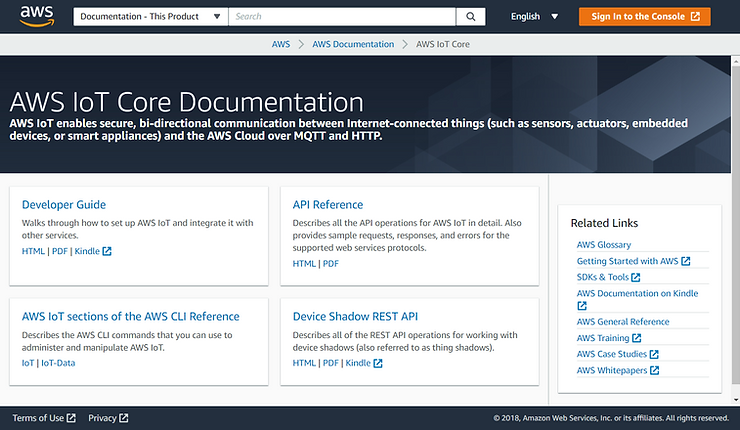 aws
Documentation - This Product
Search
English
Sign In to the Console
AWS
AWS Documentation
AWS IoT Core
AWS IoT Core Documentation
AWS IoT enables secure, bi-directional communication between Internet-connected things (such as sensors, actuators, embedded
devices, or smart appliances) and the AWS Cloud over MQTT and HTTP.
Developer Guide
Walks through how to set up AWS IoT and integrate it with
other services.
HTML | PDF | Kindle
API Reference
Describes all the API operations for AWS IoT in detail. Also
provides sample requests, responses, and errors for the
supported web services protocols.
HTML | PDF
AWS IoT sections of the AWS CLI Reference
Describes the AWS CLI commands that you can use to
administer and manipulate AWS IoT.
IoT | IoT-Data
Device Shadow REST API
Describes all of the REST API operations for working with
device shadows (also referred to as thing shadows).
HTML | PDF | Kindle
Related Links
AWS Glossary
Getting Started with AWS
SDKs & Tools
AWS Documentation on Kindle
AWS General Reference
AWS Training
AWS Case Studies
AWS Whitepapers
Terms of Use
Privacy
© 2018, Amazon Web Services, Inc. or its affiliates. All rights reserved.